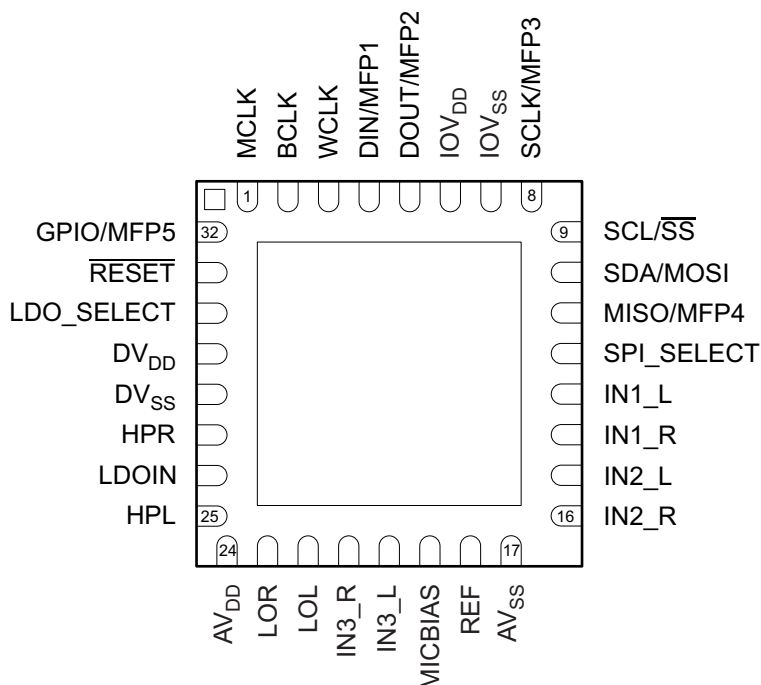 MCLK
BCLK
WCLK
DIN/MFP1
DOUT/MFP2
IOVDD
IOVSS
SCLK/MFP3
1
8
GPIO/MFP5
32
9
SCL/SS
RESET
SDA/MOSI
LDO_SELECT
MISO/MFP4
DVDD
SPI_SELECT
DVSS
IN1_L
HPR
IN1_R
LDOIN
IN2_L
HPL
25
16
IN2_R
24
17
AVDD
LOR
LOL
IN3_R
IN3_L
MICBIAS
REF
AVSS